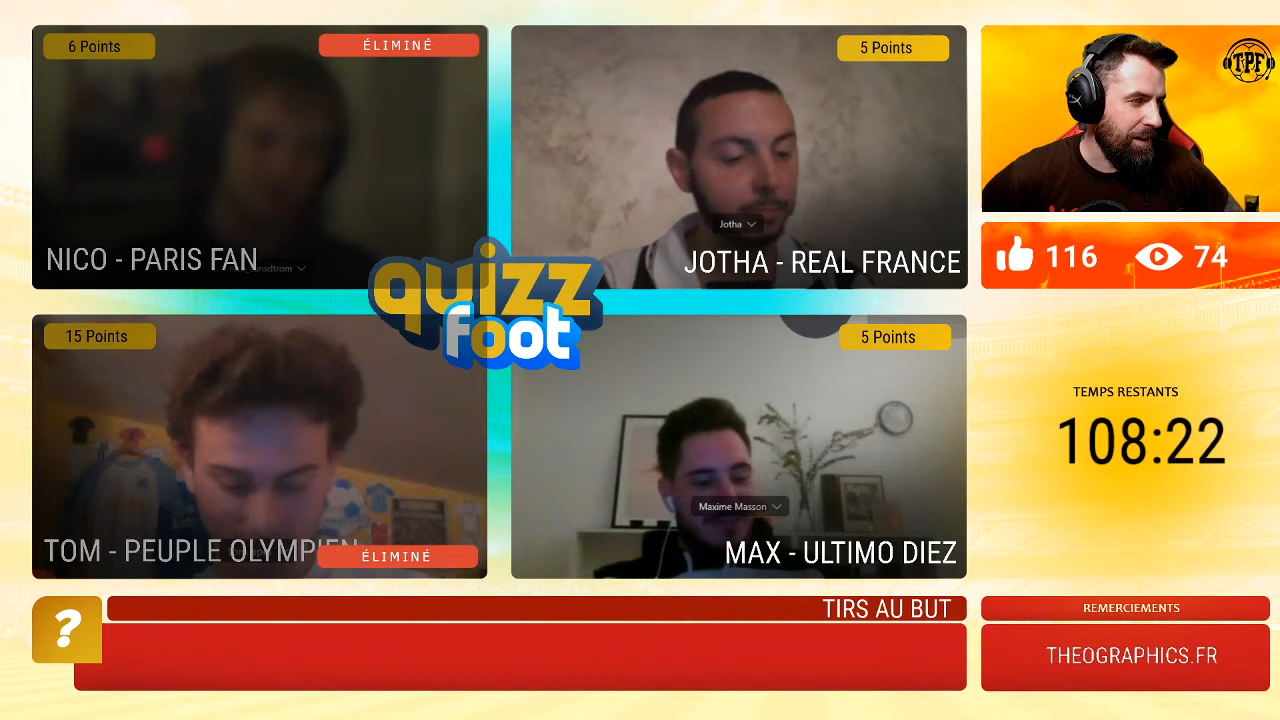 6 Points
ÉLIMINÉ
5 Points
TPF
NICO - PARIS FAN
Jotha
JOTHA - REAL FRANCE
116
74
quizz
foot
15 Points
5 Points
TEMPS RESTANTS
108:22
Maxime Masson
TOM - PEUPLE OLYMPIEN
ÉLIMINÉ
MAX - ULTIMO DIEZ
?
TIRS AU BUT
REMERCIEMENTS
THEOGRAPHICS.FR